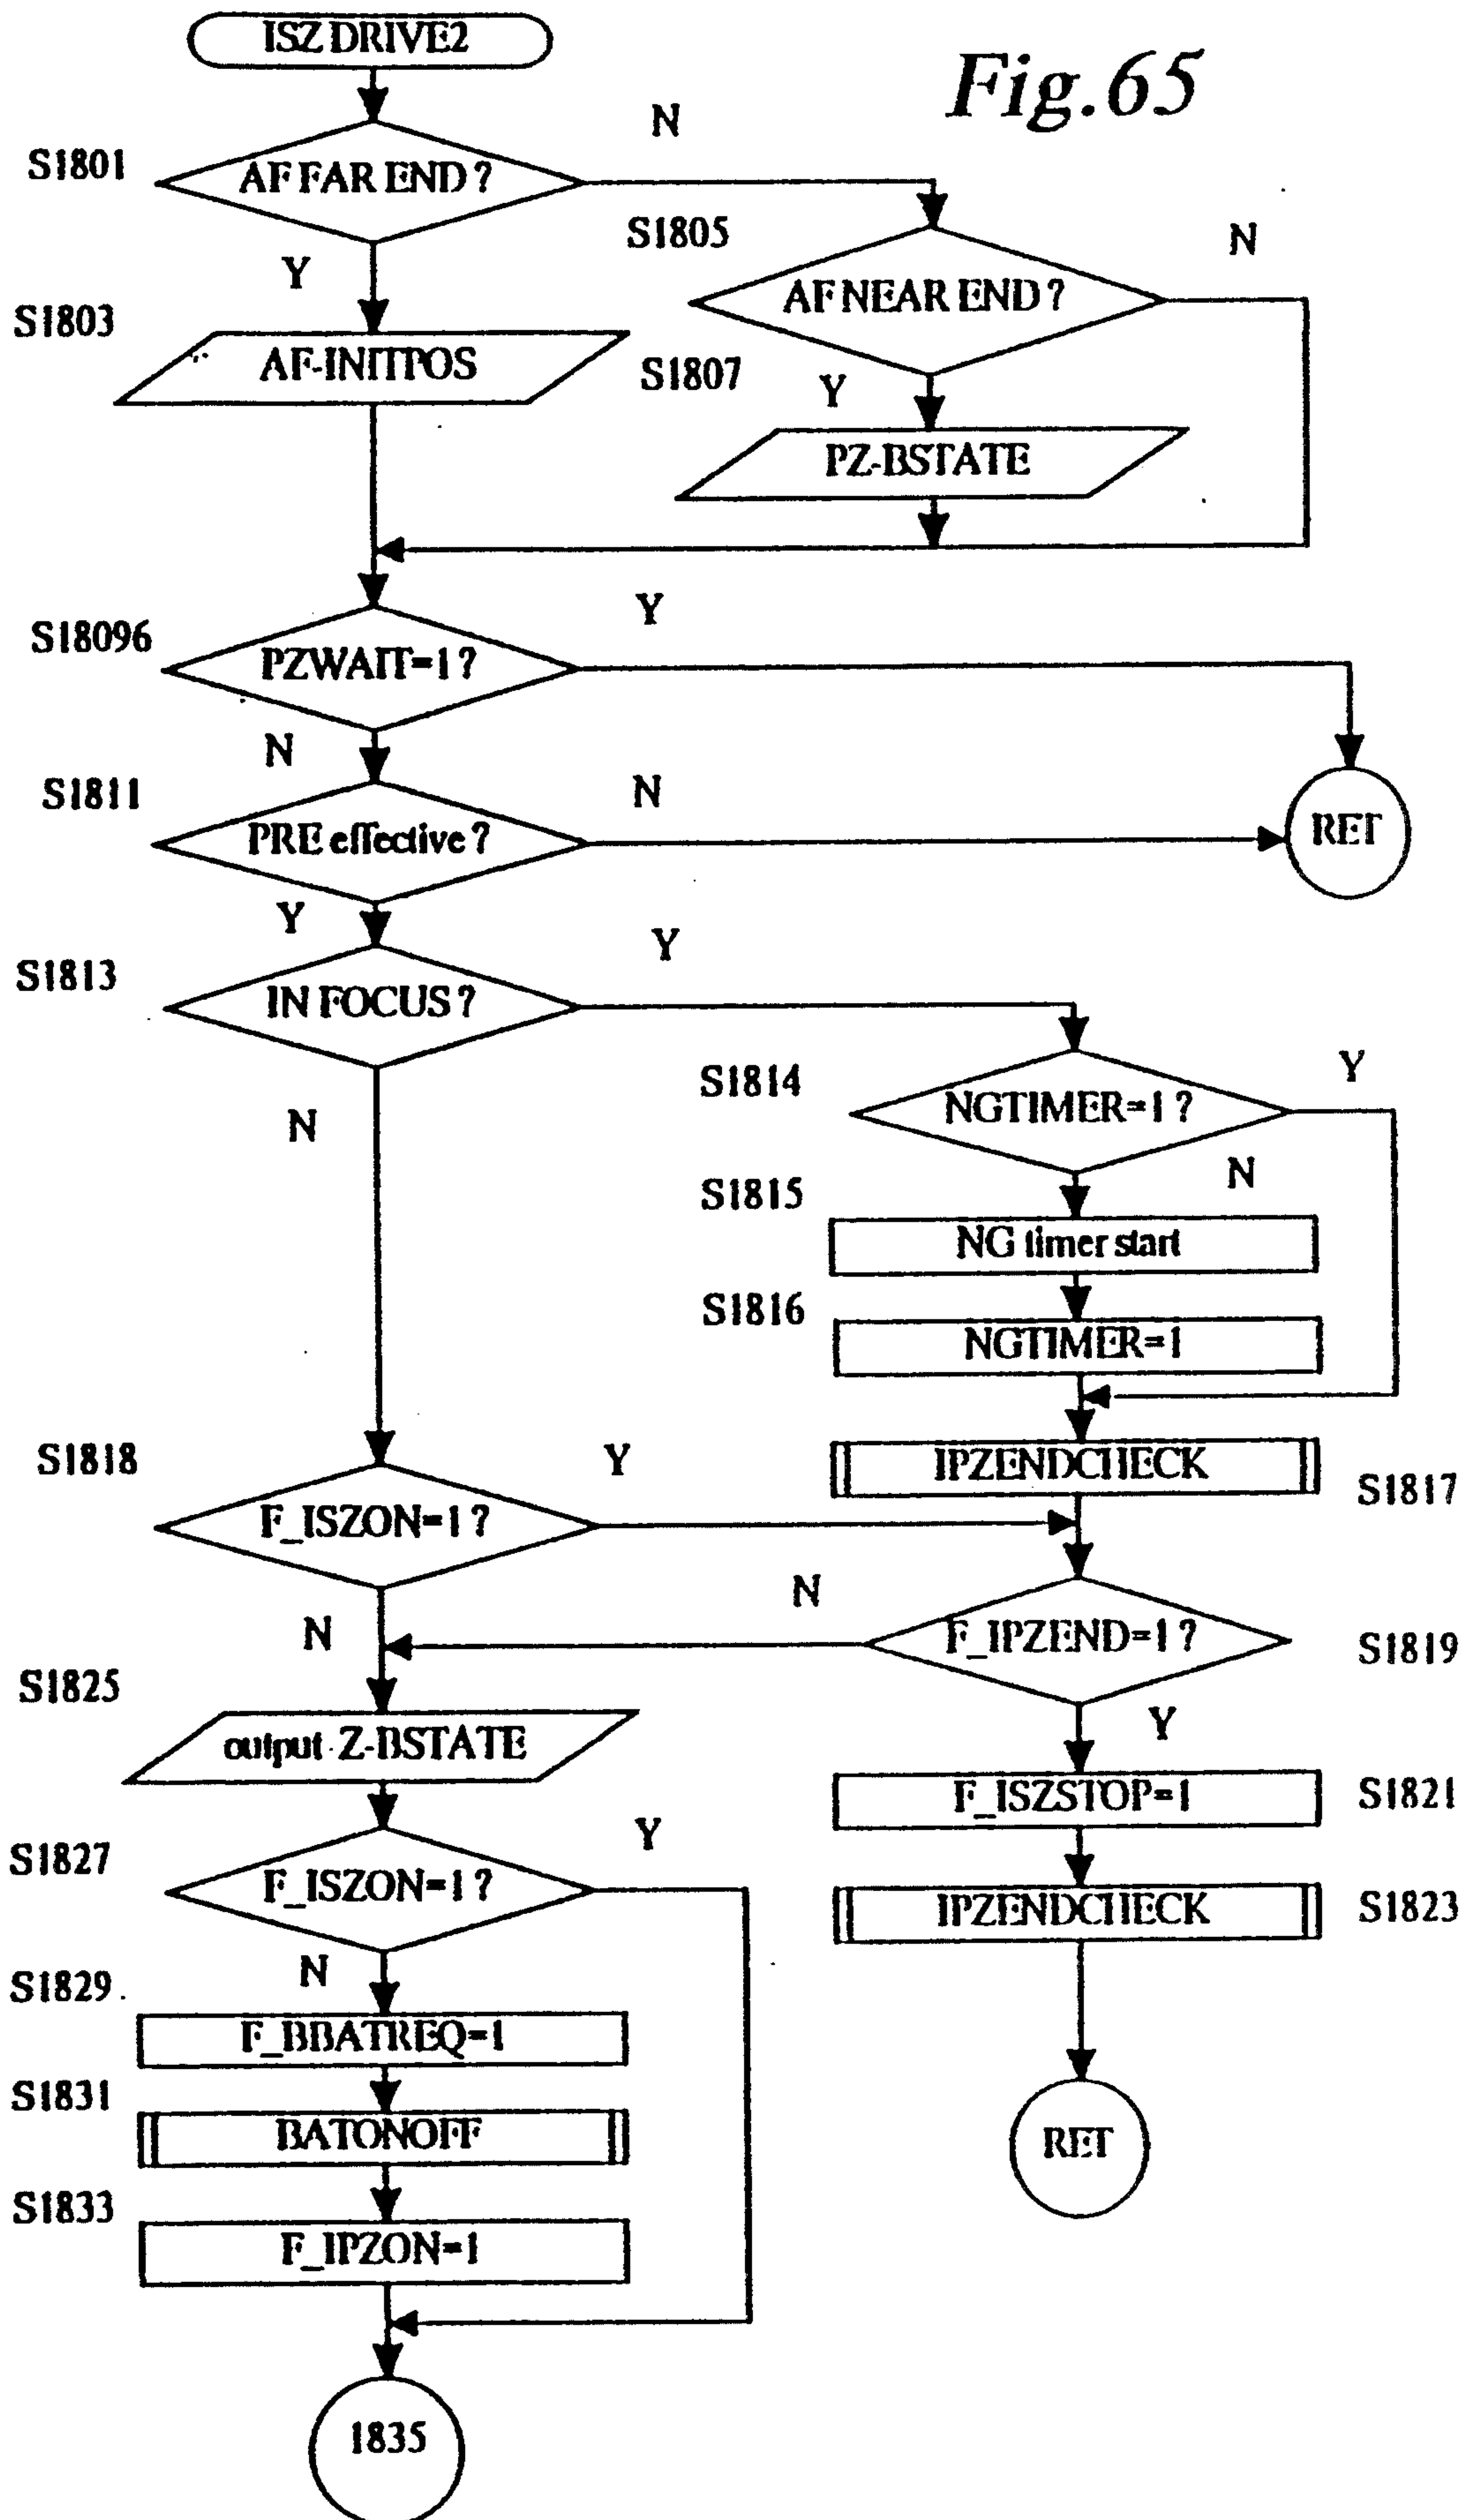 ISZ DRIVE2
Fig.65
S1801
AF FAR END ?
N
Y
S1803
AF-INITPOS
S1805
AF NEAR END ?
N
S1807
Y
PZ-BSTATE
S18096
PZWAIT=1 ?
Y
N
S1811
PRE effective ?
N
RET
Y
S1813
IN FOCUS ?
Y
N
S1814
NGTIMER=1 ?
Y
N
S1815
NG timer start
S1816
NGTIMER=1
IPZENDCHECK
S1817
S1818
F_ISZON=1 ?
Y
N
N
F_IPZEND=1 ?
S1819
Y
S1825
output Z-BSTATE
F_ISZSTOP=1
S1821
S1827
F_ISZON=1 ?
Y
IPZENDCHECK
S1823
N
S1829
F_BBATREQ=1
S1831
BATONOFF
RET
S1833
F_IPZON=1
1835